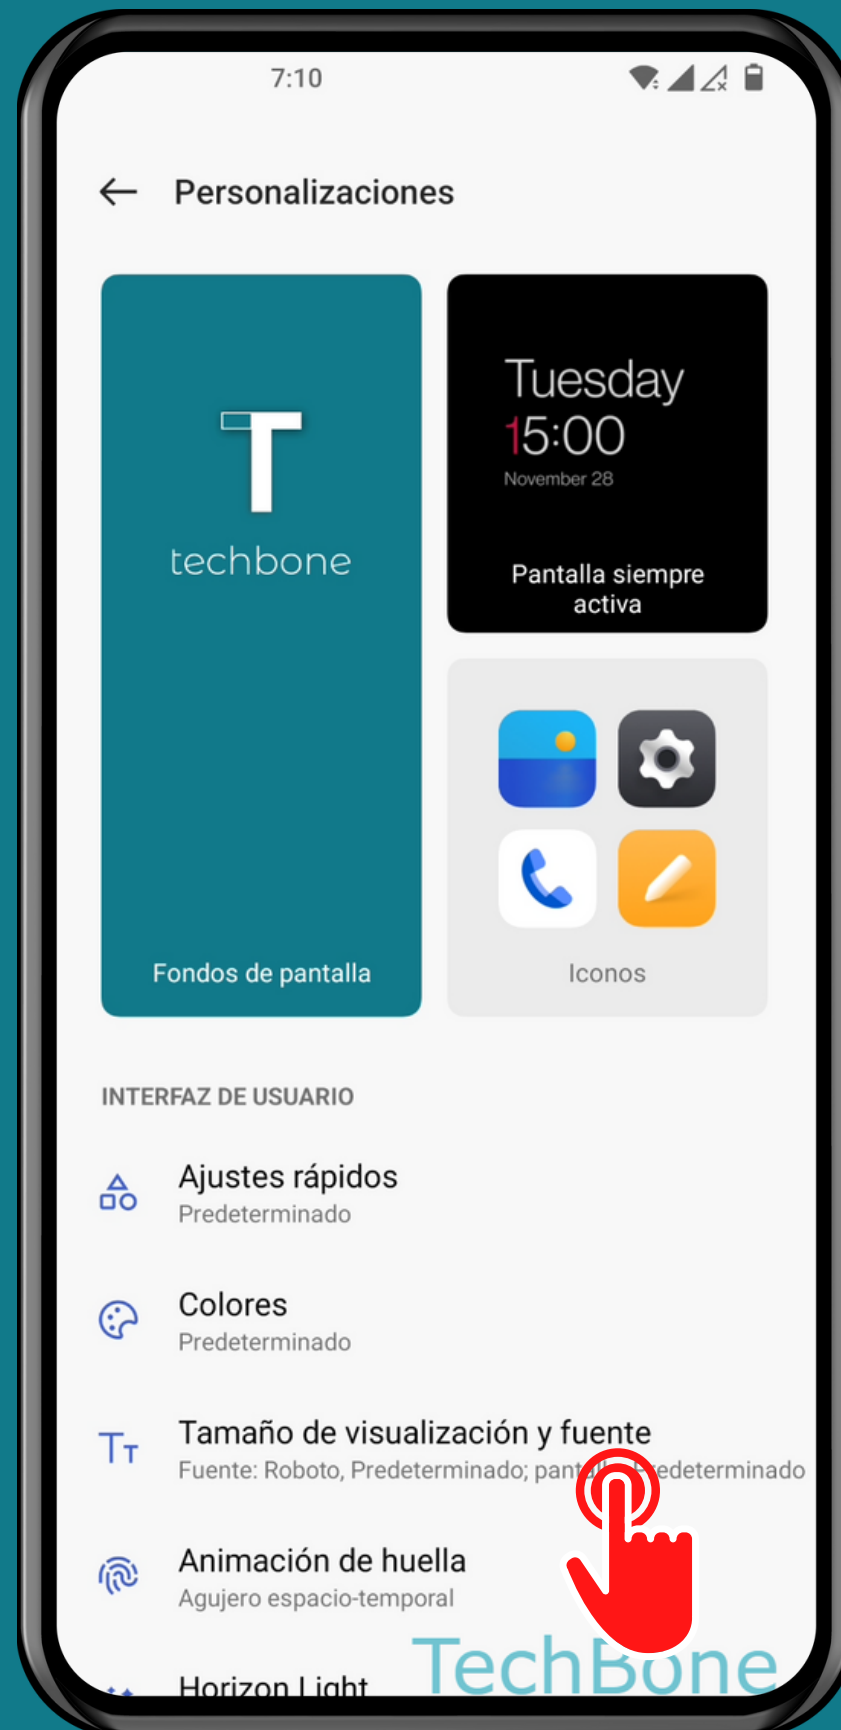 7:10
Personalizaciones
T
techbone
Fondos de pantalla
Tuesday
15:00
November 28
Pantalla siempre
activa
Iconos
INTERFAZ DE USUARIO
Ajustes rápidos
Predeterminado
Colores
Predeterminado
Tamaño de visualización y fuente
Fuente: Roboto, Predeterminado; pantalla: Predeterminado
Animación de huella
Agujero espacio-temporal
Horizon Light
TechBone